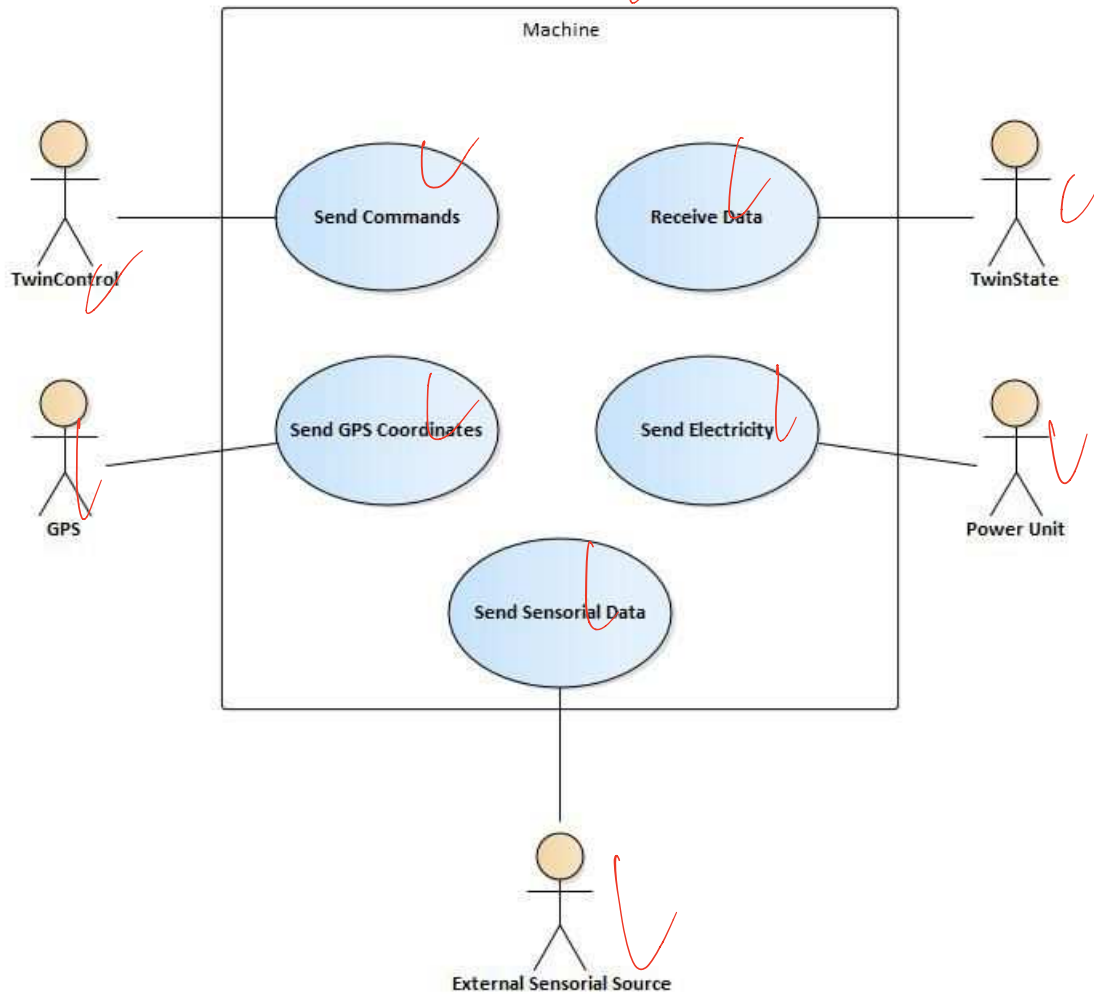 Machine
Send Commands
Receive Data
TwinControl
TwinState
Send GPS Coordinates
Send Electricity
GPS
Power Unit
Send Sensorial Data
External Sensorial Source